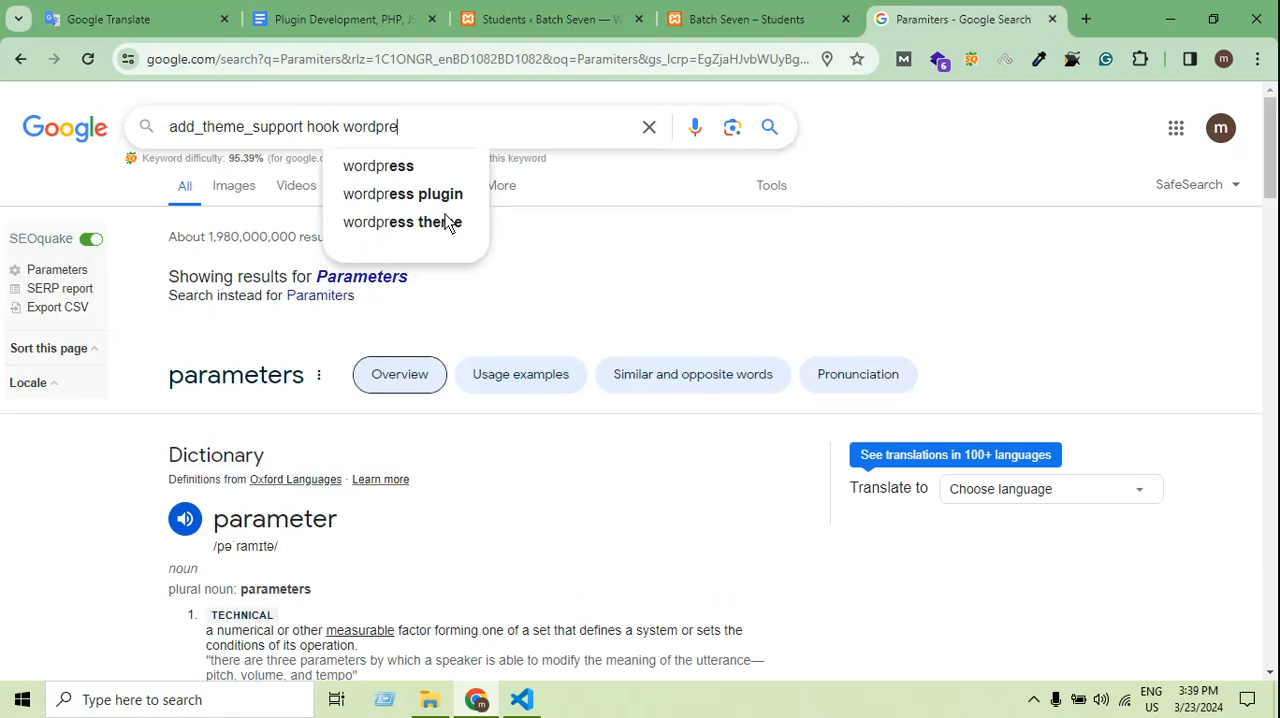 Google Translate
Plugin Development, PHP, JS
Students ‹ Batch Seven — W
Batch Seven – Students
Paramiters - Google Search
google.com/search?q=Paramiters&rlz=1C1ONGR_enBD1082BD1082&oq=Paramiters&gs_lcrp=EgZjaHJvbWUyBg...
M
6
G
m
Google
add_theme_support hook wordpre
m
Keyword difficulty: 95.39% (for google.c
this keyword
wordpress
wordpress plugin
wordpress theme
All
Images
Videos
More
Tools
SafeSearch
SEOquake
About 1,980,000,000 resu
Parameters
SERP report
Export CSV
Showing results for Parameters
Search instead for Paramiters
Sort this page
Locale
parameters
Overview
Usage examples
Similar and opposite words
Pronunciation
Dictionary
Definitions from Oxford Languages · Learn more
See translations in 100+ languages
Translate to
Choose language
parameter
/pəˈramɪtə/
noun
plural noun: parameters
1. TECHNICAL
a numerical or other measurable factor forming one of a set that defines a system or sets the
conditions of its operation.
"there are three parameters by which a speaker is able to modify the meaning of the utterance—
pitch, volume, and tempo"
Type here to search
m
ENG
US
3:39 PM
3/23/2024